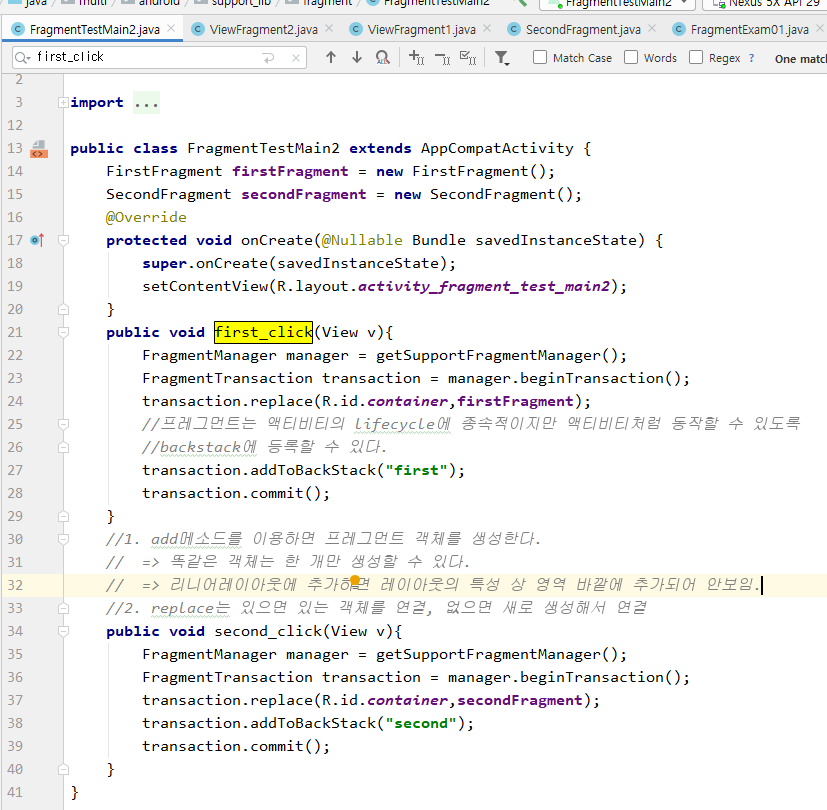 java multi android support_lib fragment FragmentTestMain2 FragmentTestMain2 Nexus 5X API 29
FragmentTestMain2.java ViewFragment2.java ViewFragment1.java SecondFragment.java FragmentExam01.java
first_click Match Case Words Regex ? One
2
3 import ...
12
13 public class FragmentTestMain2 extends AppCompatActivity {
14 FirstFragment firstFragment = new FirstFragment();
15 SecondFragment secondFragment = new SecondFragment();
16 @Override
17 protected void onCreate(@Nullable Bundle savedInstanceState) {
18 super.onCreate(savedInstanceState);
19 setContentView(R.layout.activity_fragment_test_main2);
20 }
21 public void first_click(View v){
22 FragmentManager manager = getSupportFragmentManager();
23 FragmentTransaction transaction = manager.beginTransaction();
24 transaction.replace(R.id.container,firstFragment);
25 //프레그먼트는 액티비티의 lifecycle에 종속적이지만 액티비티처럼 동작할 수 있도록
26 //backstack에 등록할 수 있다.
27 transaction.addToBackStack("first");
28 transaction.commit();
29 }
30 //1. add메소드를 이용하면 프레그먼트 객체를 생성한다.
31 // => 똑같은 객체는 한 개만 생성할 수 있다.
32 // => 리니어레이아웃에 추가하면 레이아웃의 특성 상 영역 바깥에 추가되어 안보임.
33 //2. replace는 있으면 있는 객체를 연결, 없으면 새로 생성해서 연결
34 public void second_click(View v){
35 FragmentManager manager = getSupportFragmentManager();
36 FragmentTransaction transaction = manager.beginTransaction();
37 transaction.replace(R.id.container,secondFragment);
38 transaction.addToBackStack("second");
39 transaction.commit();
40 }
41 }